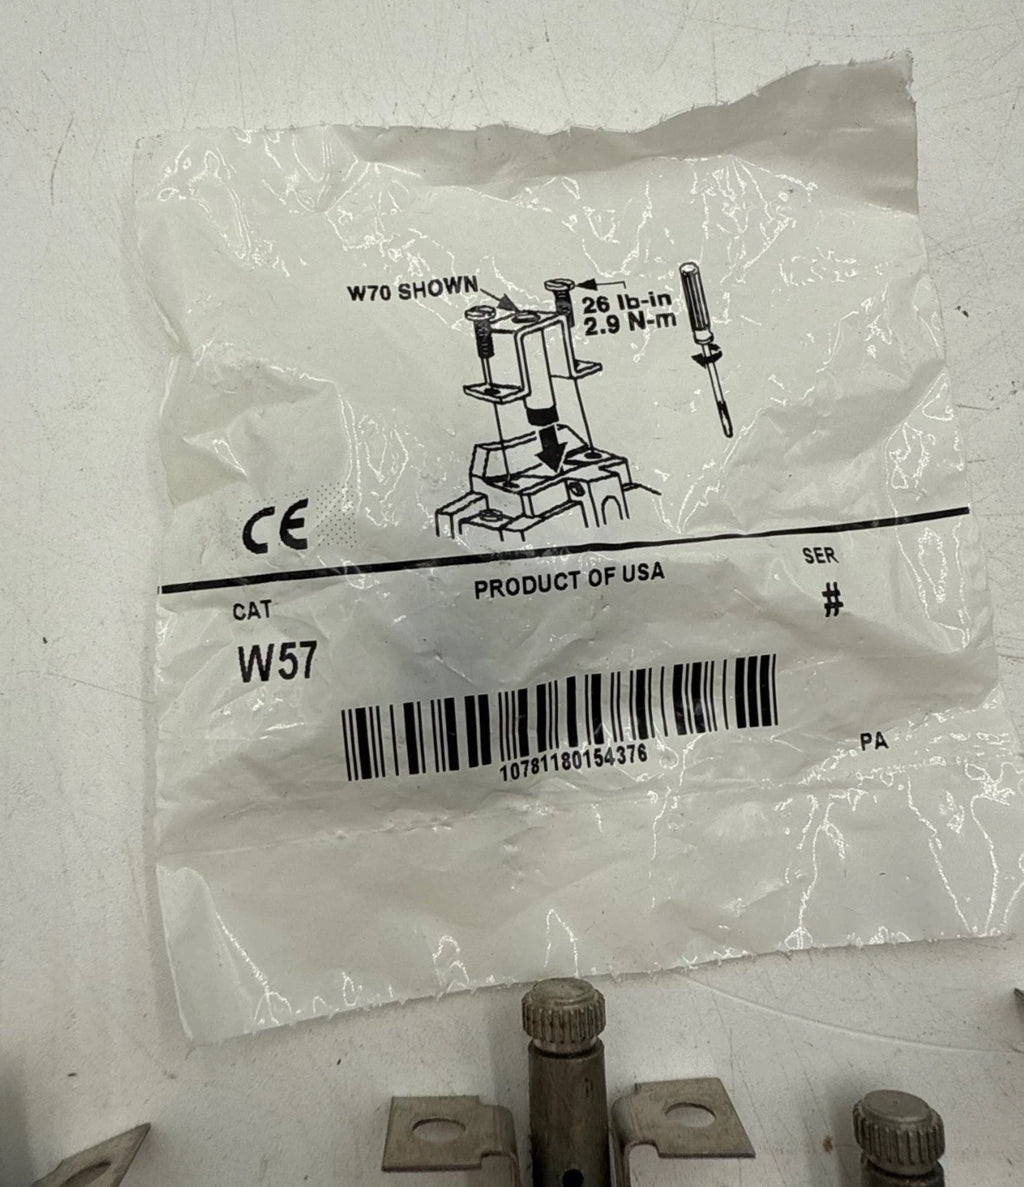 W70 SHOWN
26 lb-in
2.9 N-m
CE
PRODUCT OF USA
SER
#
CAT
W57
10781180154376
PA